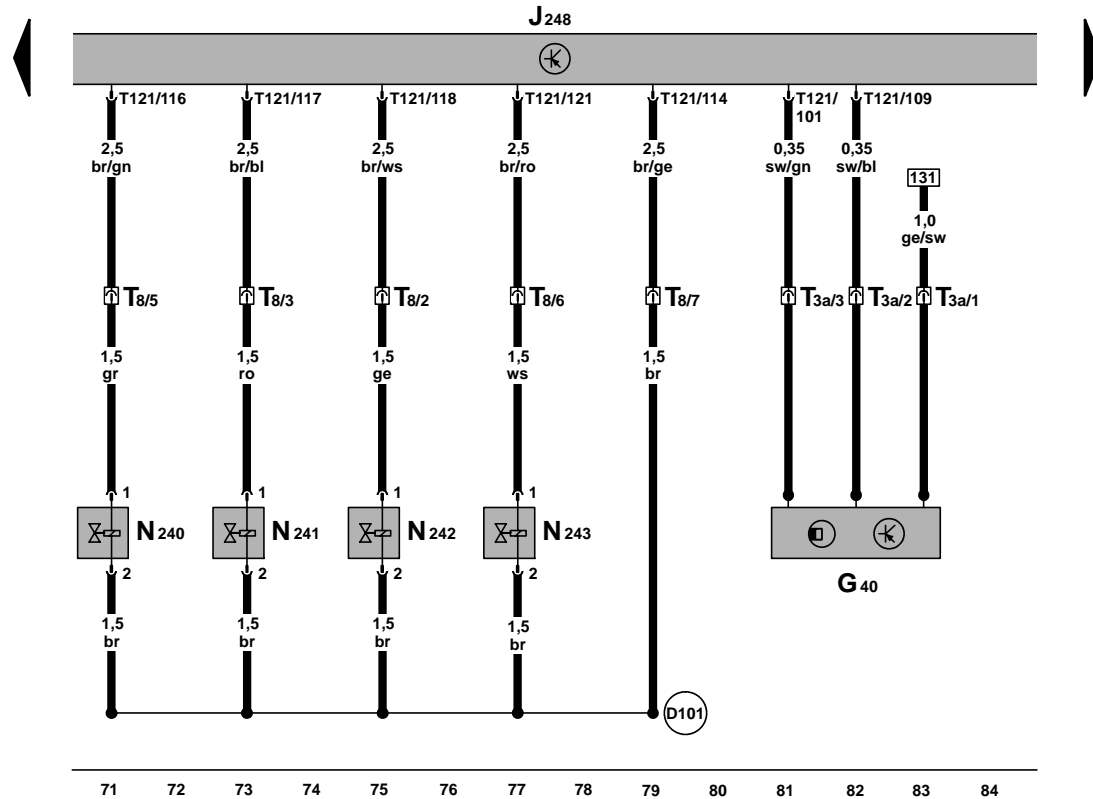 J248
T121/116 T121/117 T121/118 T121/121 T121/114 T121/ T121/109
101
2,5 2,5 2,5 2,5 2,5 0,35 0,35
br/gn br/bl br/ws br/ro br/ge sw/gn sw/bl
131
1,0
ge/sw
T8/5 T8/3 T8/2 T8/6 T8/7 T3a/3 T3a/2 T3a/1
1,5 1,5 1,5 1,5 1,5
gr ro ge ws br
1 1 1 1
N240 N241 N242 N243
2 2 2 2
G40
1,5 1,5 1,5 1,5
br br br br
D101
71 72 73 74 75 76 77 78 79 80 81 82 83 84